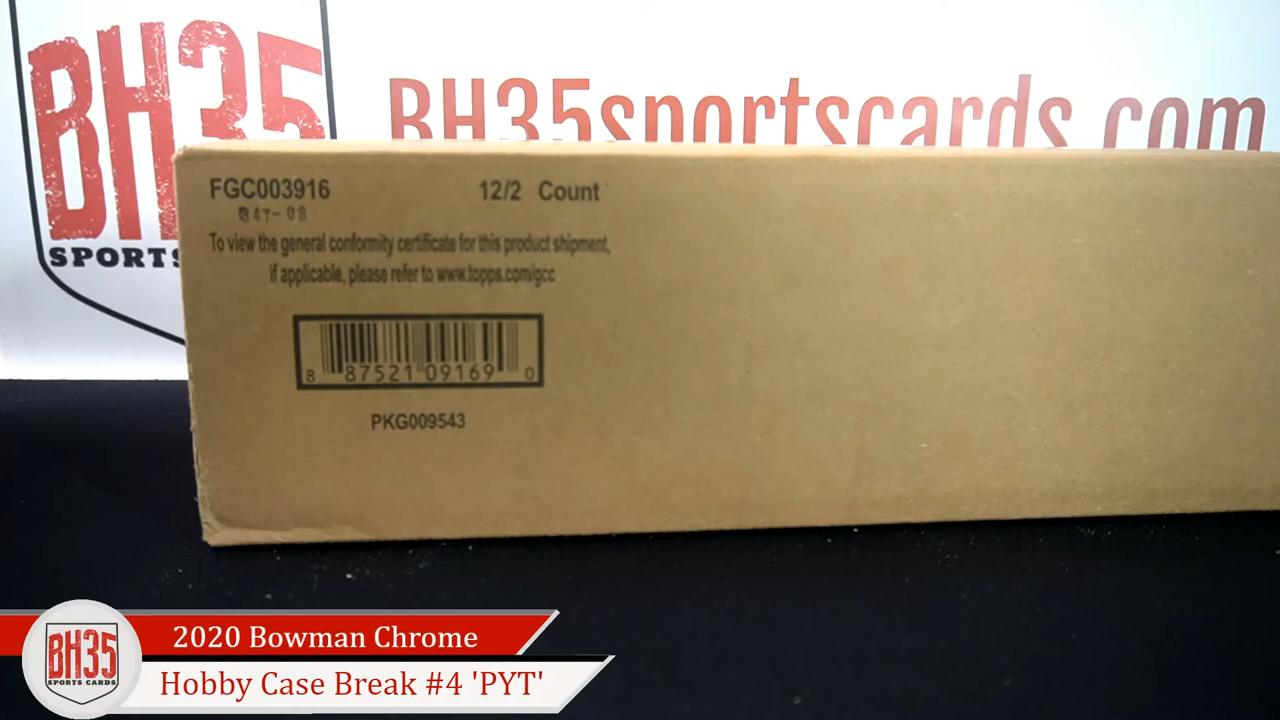 BH35
SPORTS
BH35sportscards.com
FGC003916 12/2 Count
B4T-09
To view the general conformity certificate for this product shipment,
if applicable, please refer to www.topps.com/gcc
8 87521 09169 0
PKG009543
BH35
SPORTS CARDS
2020 Bowman Chrome
Hobby Case Break #4 'PYT'